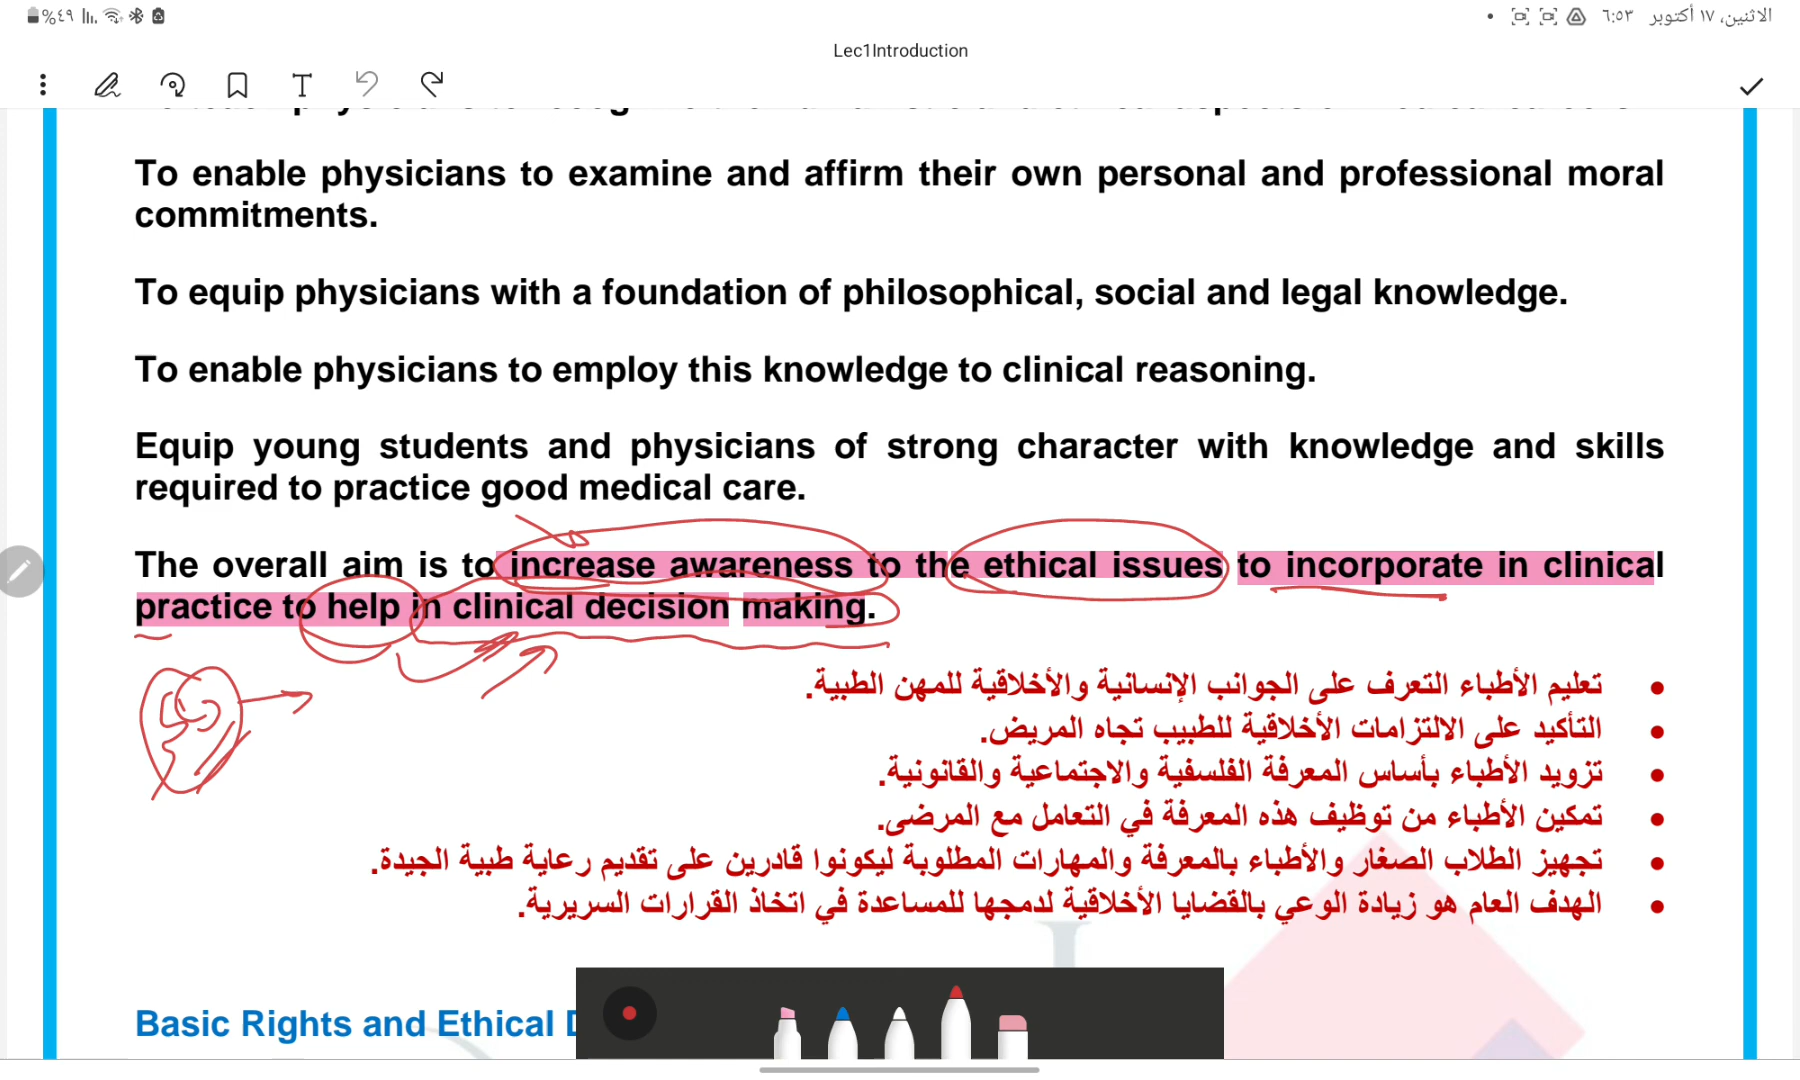 %٤٩
٦:٥٣ الاثنين، ١٧ أكتوبر
Lec1Introduction
To enable physicians to examine and affirm their own personal and professional moral
commitments.
To equip physicians with a foundation of philosophical, social and legal knowledge.
To enable physicians to employ this knowledge to clinical reasoning.
Equip young students and physicians of strong character with knowledge and skills
required to practice good medical care.
The overall aim is to increase awareness to the ethical issues to incorporate in clinical
practice to help in clinical decision making.
• تعليم الأطباء التعرف على الجوانب الإنسانية والأخلاقية للمهن الطبية.
• التأكيد على الالتزامات الأخلاقية للطبيب تجاه المريض.
• تزويد الأطباء بأساس المعرفة الفلسفية والاجتماعية والقانونية.
• تمكين الأطباء من توظيف هذه المعرفة في التعامل مع المرضى.
• تجهيز الطلاب الصغار والأطباء بالمعرفة والمهارات المطلوبة ليكونوا قادرين على تقديم رعاية طبية الجيدة.
• الهدف العام هو زيادة الوعي بالقضايا الأخلاقية لدمجها للمساعدة في اتخاذ القرارات السريرية.
Basic Rights and Ethical